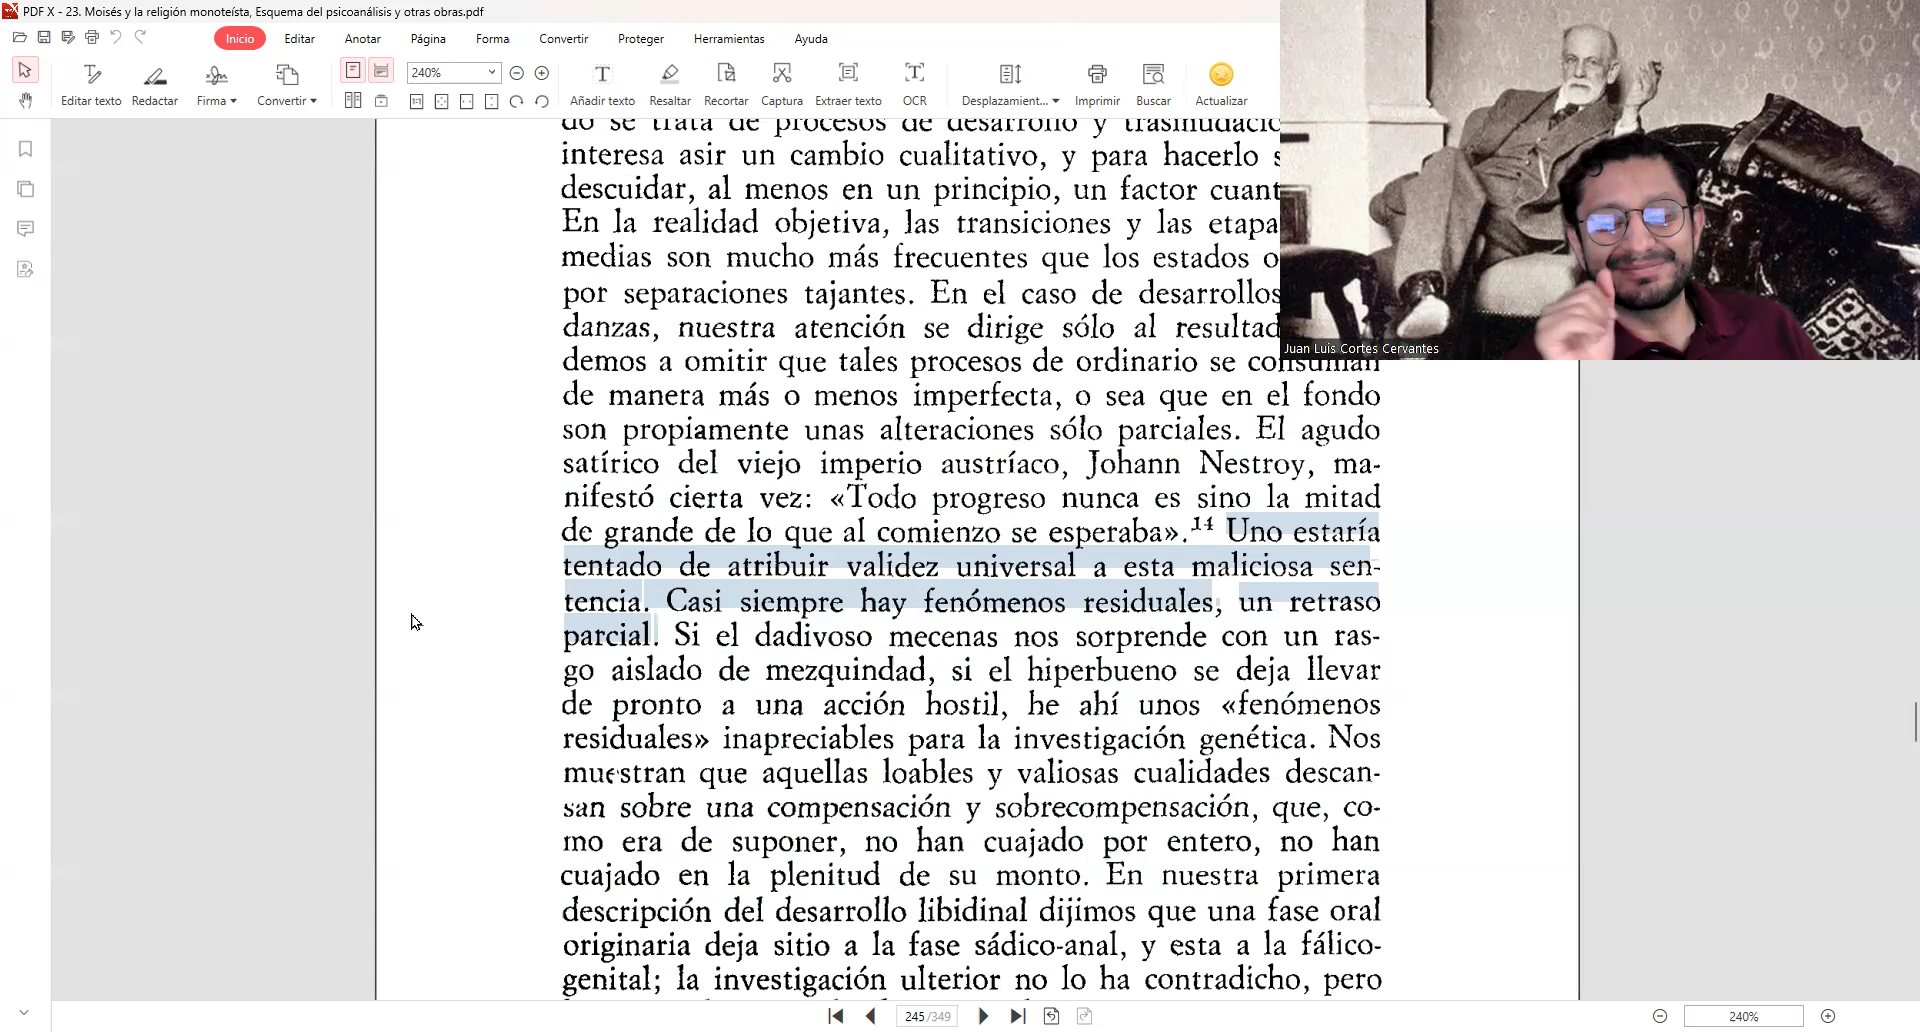 PDF X - 23. Moisés y la religión monoteísta, Esquema del psicoanálisis y otras obras.pdf
Inicio Editar Anotar Página Forma Convertir Proteger Herramientas Ayuda
240%
Editar texto Redactar Firma Convertir Añadir texto Resaltar Recortar Captura Extraer texto OCR Desplazamient... Imprimir Buscar Actualizar
do se trata de procesos de desarrollo y trasmudacio
interesa asir un cambio cualitativo, y para hacerlo s
descuidar, al menos en un principio, un factor cuant
En la realidad objetiva, las transiciones y las etapa
medias son mucho más frecuentes que los estados o
por separaciones tajantes. En el caso de desarrollos
danzas, nuestra atención se dirige sólo al resultad
demos a omitir que tales procesos de ordinario se consuman
de manera más o menos imperfecta, o sea que en el fondo
son propiamente unas alteraciones sólo parciales. El agudo
satírico del viejo imperio austríaco, Johann Nestroy, ma-
nifestó cierta vez: «Todo progreso nunca es sino la mitad
de grande de lo que al comienzo se esperaba».14 Uno estaría
tentado de atribuir validez universal a esta maliciosa sen-
tencia. Casi siempre hay fenómenos residuales, un retraso
parcial. Si el dadivoso mecenas nos sorprende con un ras-
go aislado de mezquindad, si el hiperbueno se deja llevar
de pronto a una acción hostil, he ahí unos «fenómenos
residuales» inapreciables para la investigación genética. Nos
muestran que aquellas loables y valiosas cualidades descan-
san sobre una compensación y sobrecompensación, que, co-
mo era de suponer, no han cuajado por entero, no han
cuajado en la plenitud de su monto. En nuestra primera
descripción del desarrollo libidinal dijimos que una fase oral
originaria deja sitio a la fase sádico-anal, y esta a la fálico-
genital; la investigación ulterior no lo ha contradicho, pero
Juan Luis Cortes Cervantes
245/349
240%